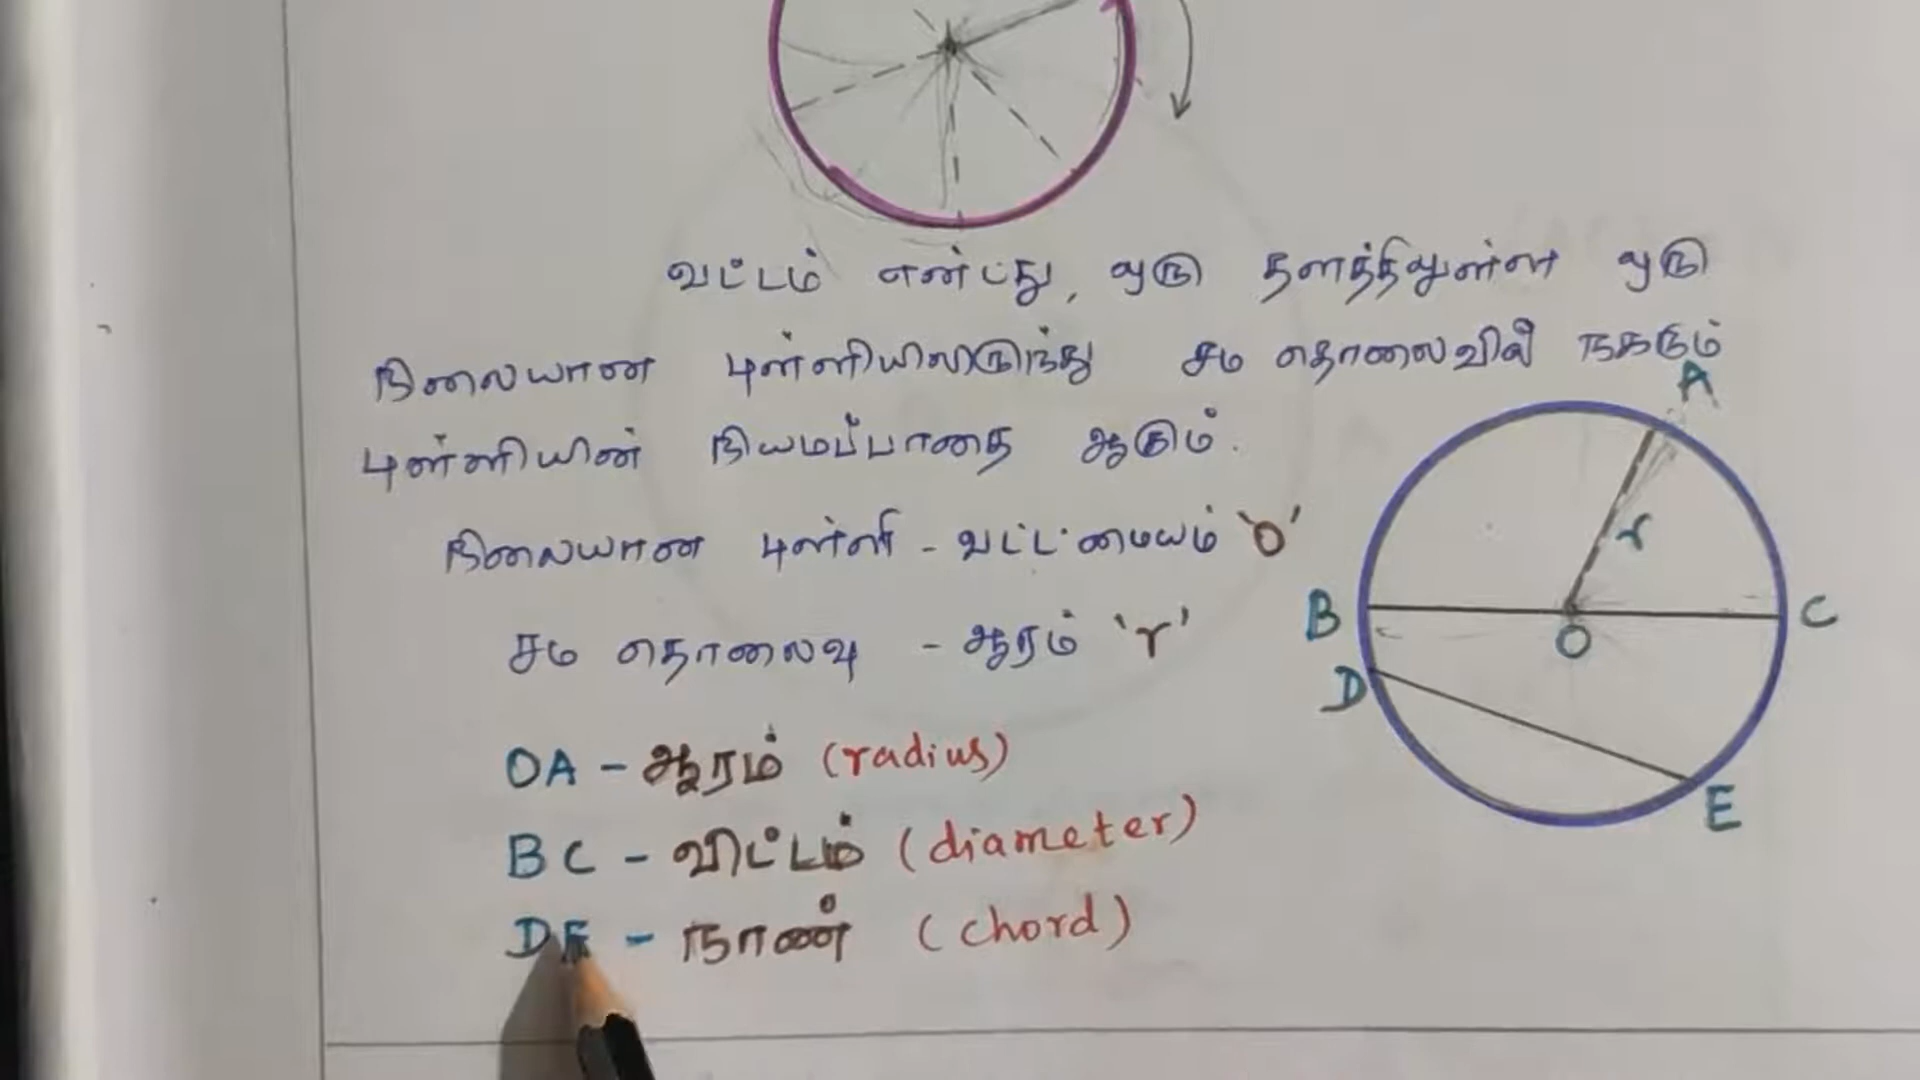 வட்டம் என்பது, ஒரு தளத்திலுள்ள ஒரு
நிலையான புள்ளியிலிருந்து சம தொலைவில் நகரும்
புள்ளியின் நியமப்பாதை ஆகும்.
நிலையான புள்ளி - வட்டமையம் 'O'
சம தொலைவு - ஆரம் 'r'
OA - ஆரம் (radius)
BC - விட்டம் (diameter)
DE - நாண் (chord)
A
r
B
C
O
D
E